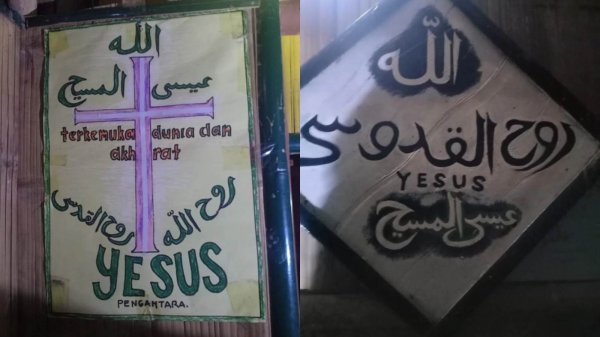 الله
عيسى المسيح
terkemuka dunia dan
akhirat
روح الله
روح القدس
YESUS
PENGANTARA.
الله
روح القدوس
YESUS
عيسى المسيح